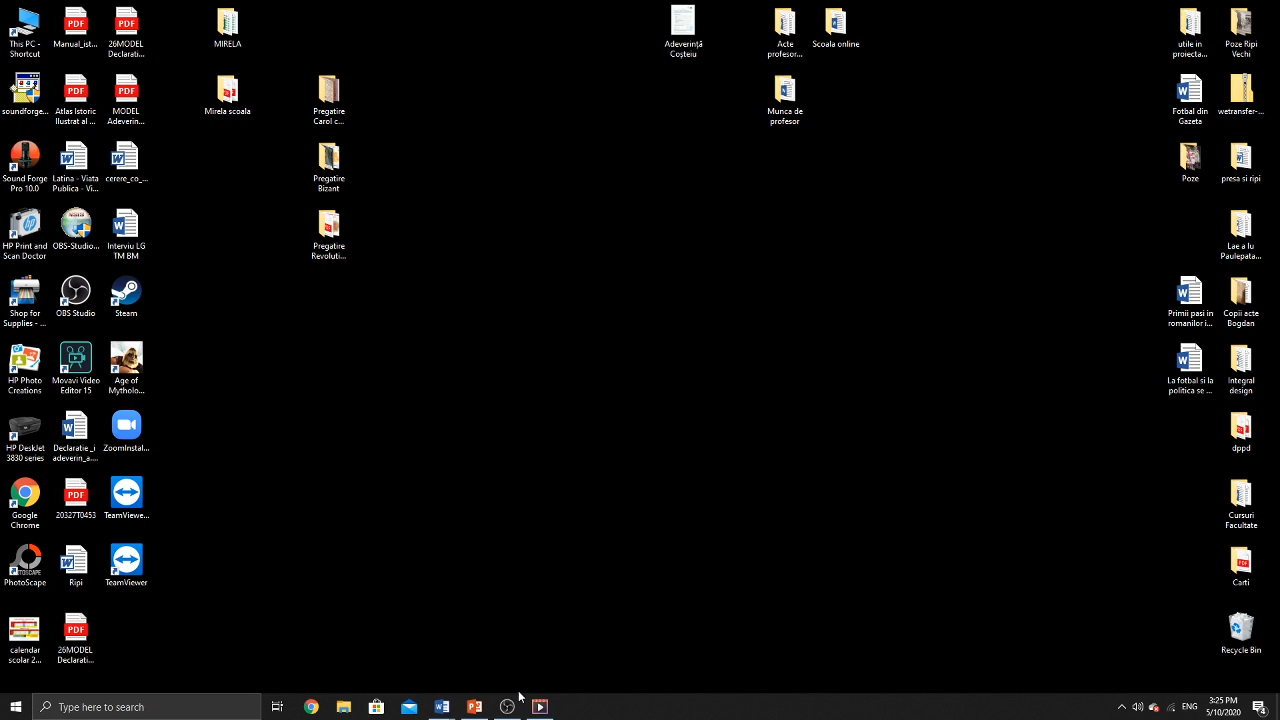 This PC -
Shortcut
Manual_ist...
26MODEL
Declarati...
MIRELA
Adeverință
Coșteiu
Acte
profesor...
Scoala online
utile in
proiecta...
Poze Ripi
Vechi
soundforge...
Atlas Istoric
Ilustrat al ...
MODEL
Adeverin...
Mirela scoala
Pregatire
Carol c...
Munca de
profesor
Fotbal din
Gazeta
wetransfer-...
Sound Forge
Pro 10.0
Latina - Viata
Publica - Vi...
cerere_co_...
Pregatire
Bizant
Poze
presa si ripi
HP Print and
Scan Doctor
OBS-Studio...
Interviu LG
TM BM
Pregatire
Revoluti...
Lae a lu
Paulepata...
Shop for
Supplies - ...
OBS Studio
Steam
Primii pasi in
romanilor i...
Copii acte
Bogdan
HP Photo
Creations
Movavi Video
Editor 15
Age of
Mytholo...
La fotbal si la
politica se ...
Integral
design
HP DeskJet
3830 series
Declaratie_i
adeverin_a....
ZoomInstal...
dppd
Google
Chrome
20327T0453
TeamViewe...
Cursuri
Facultate
PhotoScape
Ripi
TeamViewer
Carti
calendar
scolar 2...
26MODEL
Declarati...
Recycle Bin
Type here to search
ENG
3:25 PM
5/10/2020